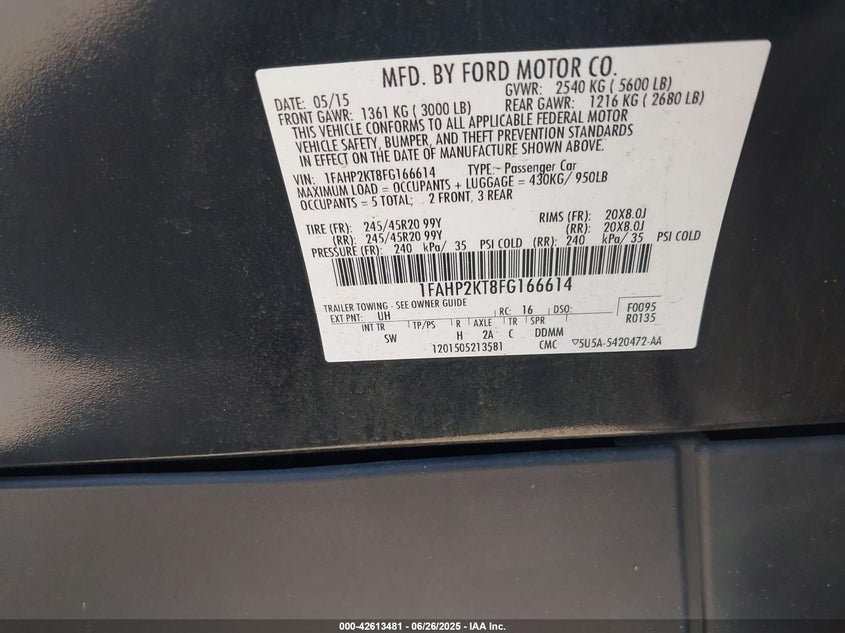 MFD. BY FORD MOTOR CO.
DATE: 05/15 GVWR: 2540 KG ( 5600 LB)
FRONT GAWR: 1361 KG ( 3000 LB) REAR GAWR: 1216 KG ( 2680 LB)
THIS VEHICLE CONFORMS TO ALL APPLICABLE FEDERAL MOTOR
VEHICLE SAFETY, BUMPER, AND THEFT PREVENTION STANDARDS
IN EFFECT ON THE DATE OF MANUFACTURE SHOWN ABOVE.
VIN: 1FAHP2KT8FG166614 TYPE:- Passenger Car
MAXIMUM LOAD = OCCUPANTS + LUGGAGE = 430KG/ 950LB
OCCUPANTS = 5 TOTAL; 2 FRONT, 3 REAR
TIRE (FR): 245/45R20 99Y RIMS (FR): 20X8.0J
(RR): 245/45R20 99Y (RR): 20X8.0J
PRESSURE (FR): 240 kPa/ 35 PSI COLD (RR): 240 kPa/ 35 PSI COLD
1FAHP2KT8FG166614
TRAILER TOWING - SEE OWNER GUIDE
EXT PNT: UH RC: 16 DSO: F0095
R0135
INT TR TP/PS R AXLE TR SPR
SW H 2A C DDMM
1201505213581 CMC ▽5U5A-5420472-AA
000-42613481 - 06/26/2025 - IAA Inc.